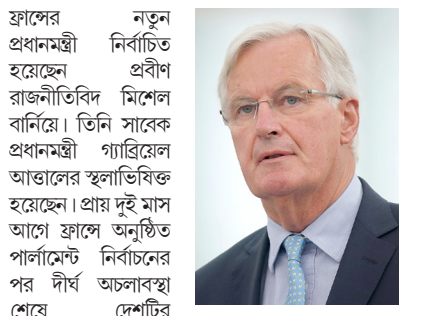 ফ্রান্সের নতুন
প্রধানমন্ত্রী নির্বাচিত
হয়েছেন প্রবীণ
রাজনীতিবিদ মিশেল
বার্নিয়ে। তিনি সাবেক
প্রধানমন্ত্রী গ্যাব্রিয়েল
আত্তালের স্থলাভিষিক্ত
হয়েছেন। প্রায় দুই মাস
আগে ফ্রান্সে অনুষ্ঠিত
পার্লামেন্ট নির্বাচনের
পর দীর্ঘ অচলাবস্থা
শেষে দেশটির